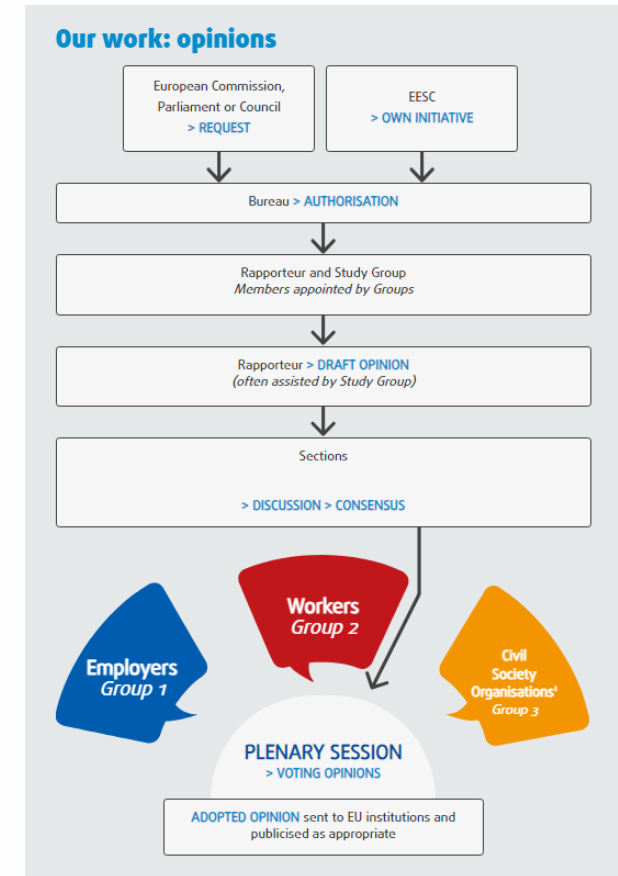 Our work: opinions
European Commission,
Parliament or Council
> REQUEST
EESC
> OWN INITIATIVE
Bureau > AUTHORISATION
Rapporteur and Study Group
Members appointed by Groups
Rapporteur > DRAFT OPINION
(often assisted by Study Group)
Sections
> DISCUSSION > CONSENSUS
Employers
Group 1
Workers
Group 2
Civil
Society
Organisations'
Group 3
PLENARY SESSION
> VOTING OPINIONS
ADOPTED OPINION sent to EU institutions and
publicised as appropriate